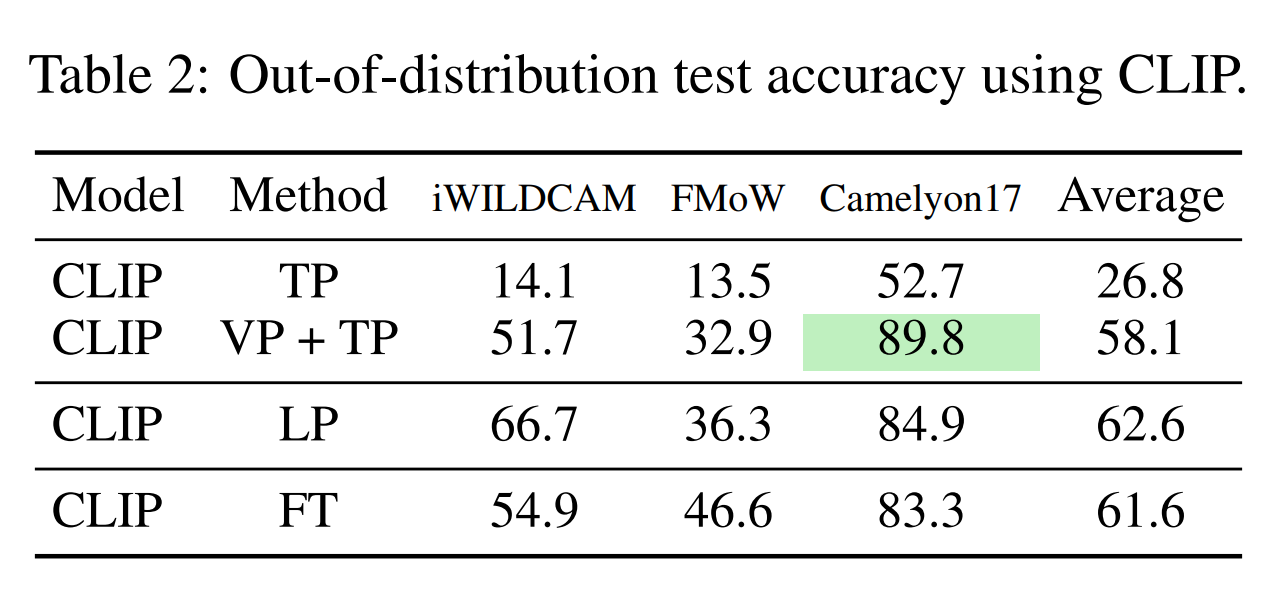 Table 2: Out-of-distribution test accuracy using CLIP.
Model Method iWILDCAM FMoW Camelyon17 Average
CLIP TP 14.1 13.5 52.7 26.8
CLIP VP + TP 51.7 32.9 89.8 58.1
CLIP LP 66.7 36.3 84.9 62.6
CLIP FT 54.9 46.6 83.3 61.6